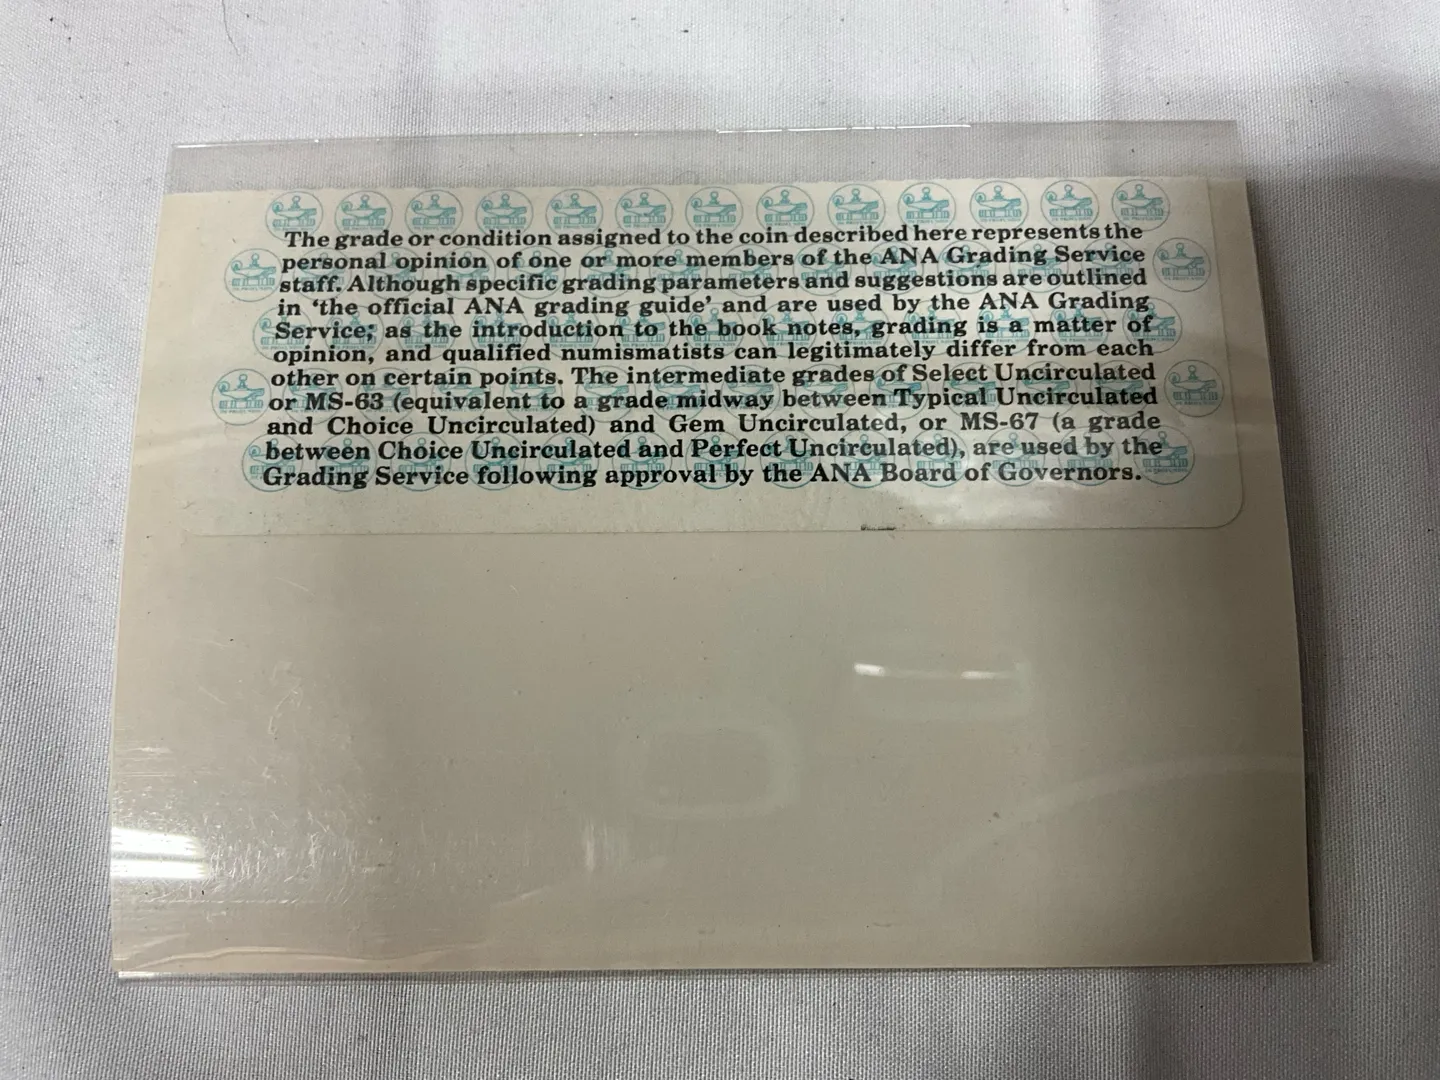 The grade or condition assigned to the coin described here represents the
personal opinion of one or more members of the ANA Grading Service
staff. Although specific grading parameters and suggestions are outlined
in ‘the official ANA grading guide’ and are used by the ANA Grading
Service; as the introduction to the book notes, grading is a matter of
opinion, and qualified numismatists can legitimately differ from each
other on certain points. The intermediate grades of Select Uncirculated
or MS-63 (equivalent to a grade midway between Typical Uncirculated
and Choice Uncirculated) and Gem Uncirculated, or MS-67 (a grade
between Choice Uncirculated and Perfect Uncirculated), are used by the
Grading Service following approval by the ANA Board of Governors.